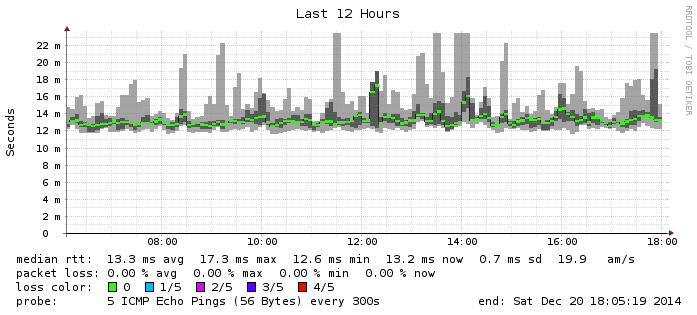 Last 12 Hours
RRDTOOL / TOBI OETIKER
Seconds
22 m
20 m
18 m
16 m
14 m
12 m
10 m
8 m
6 m
4 m
2 m
0
08:00 10:00 12:00 14:00 16:00 18:00
median rtt: 13.3 ms avg 17.3 ms max 12.6 ms min 13.2 ms now 0.7 ms sd 19.9 am/s
packet loss: 0.00 % avg 0.00 % max 0.00 % min 0.00 % now
loss color: 0 1/5 2/5 3/5 4/5
probe: 5 ICMP Echo Pings (56 Bytes) every 300s end: Sat Dec 20 18:05:19 2014